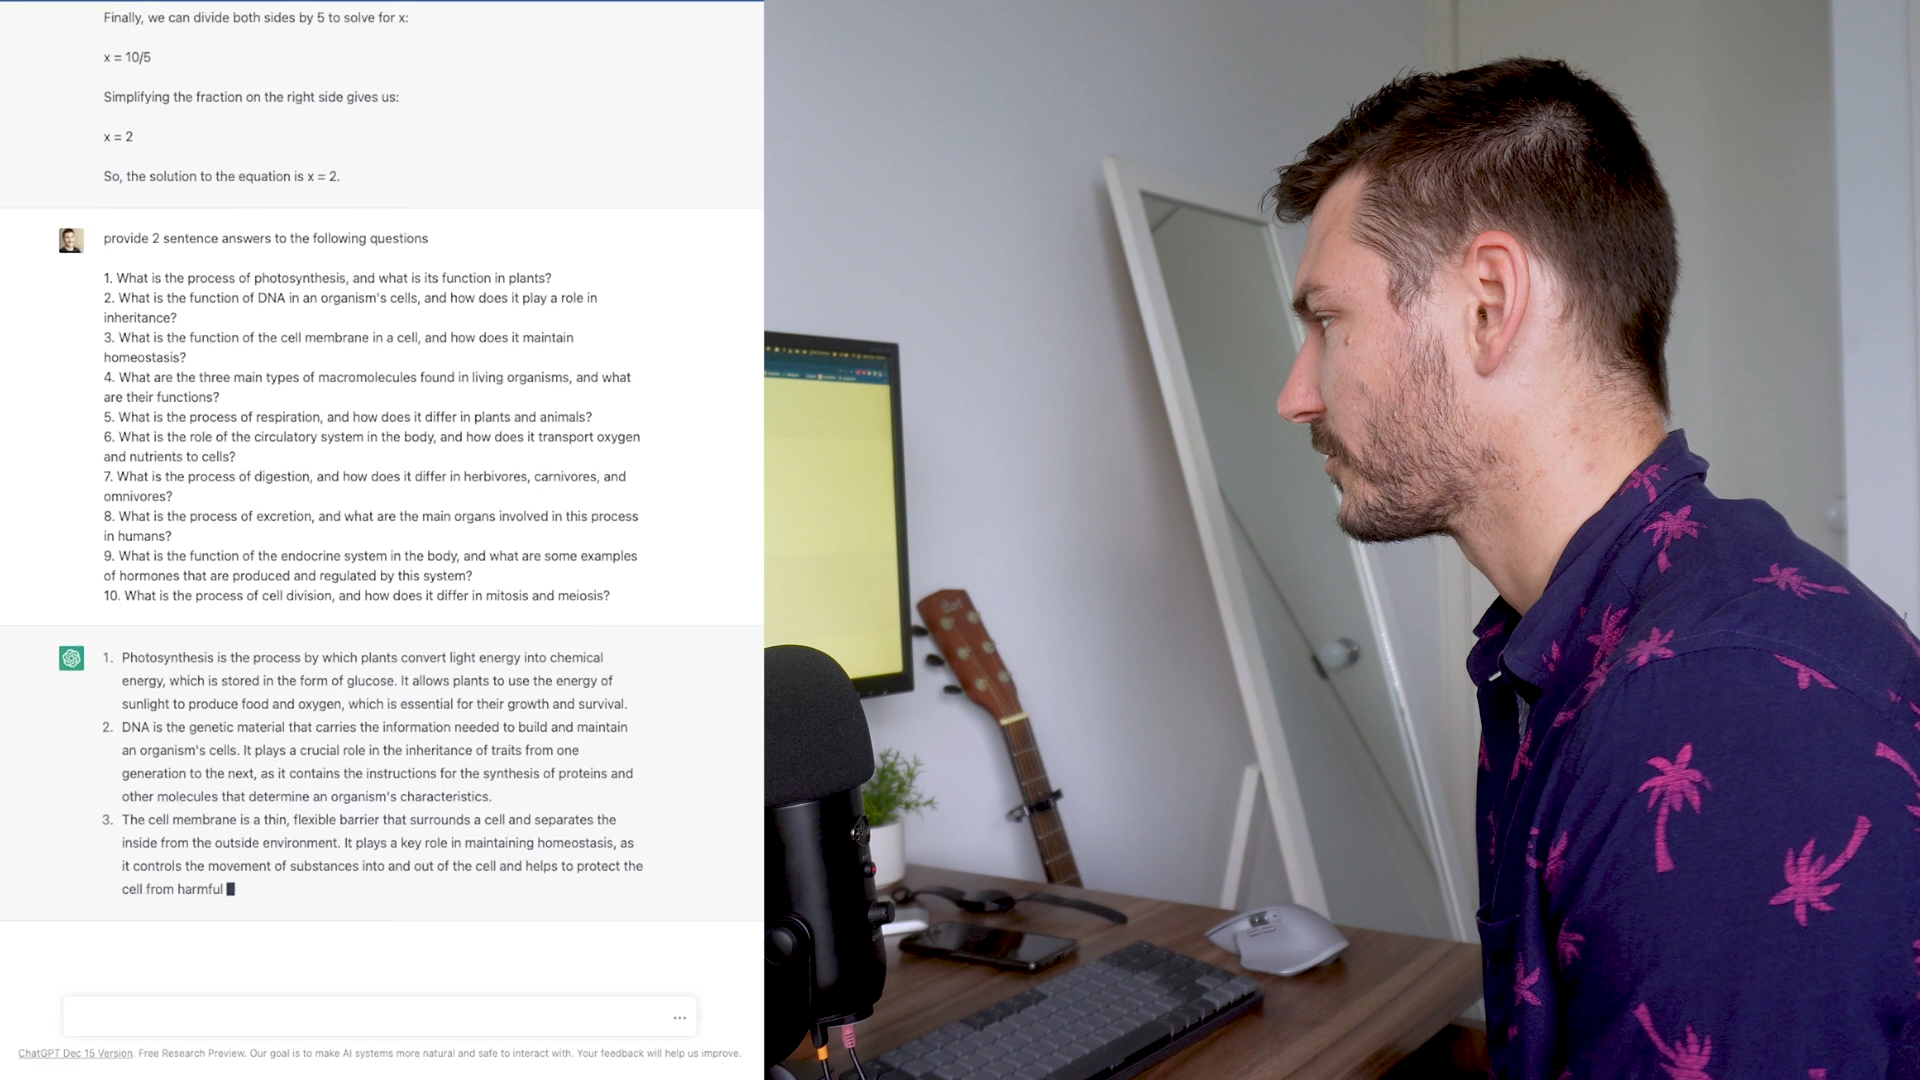 Finally, we can divide both sides by 5 to solve for x:
x = 10/5
Simplifying the fraction on the right side gives us:
x = 2
So, the solution to the equation is x = 2.
provide 2 sentence answers to the following questions
1. What is the process of photosynthesis, and what is its function in plants?
2. What is the function of DNA in an organism's cells, and how does it play a role in
inheritance?
3. What is the function of the cell membrane in a cell, and how does it maintain
homeostasis?
4. What are the three main types of macromolecules found in living organisms, and what
are their functions?
5. What is the process of respiration, and how does it differ in plants and animals?
6. What is the role of the circulatory system in the body, and how does it transport oxygen
and nutrients to cells?
7. What is the process of digestion, and how does it differ in herbivores, carnivores, and
omnivores?
8. What is the process of excretion, and what are the main organs involved in this process
in humans?
9. What is the function of the endocrine system in the body, and what are some examples
of hormones that are produced and regulated by this system?
10. What is the process of cell division, and how does it differ in mitosis and meiosis?
1. Photosynthesis is the process by which plants convert light energy into chemical
energy, which is stored in the form of glucose. It allows plants to use the energy of
sunlight to produce food and oxygen, which is essential for their growth and survival.
2. DNA is the genetic material that carries the information needed to build and maintain
an organism's cells. It plays a crucial role in the inheritance of traits from one
generation to the next, as it contains the instructions for the synthesis of proteins and
other molecules that determine an organism's characteristics.
3. The cell membrane is a thin, flexible barrier that surrounds a cell and separates the
inside from the outside environment. It plays a key role in maintaining homeostasis, as
it controls the movement of substances into and out of the cell and helps to protect the
cell from harmful
...
ChatGPT Dec 15 Version. Free Research Preview. Our goal is to make AI systems more natural and safe to interact with. Your feedback will help us improve.
Cort